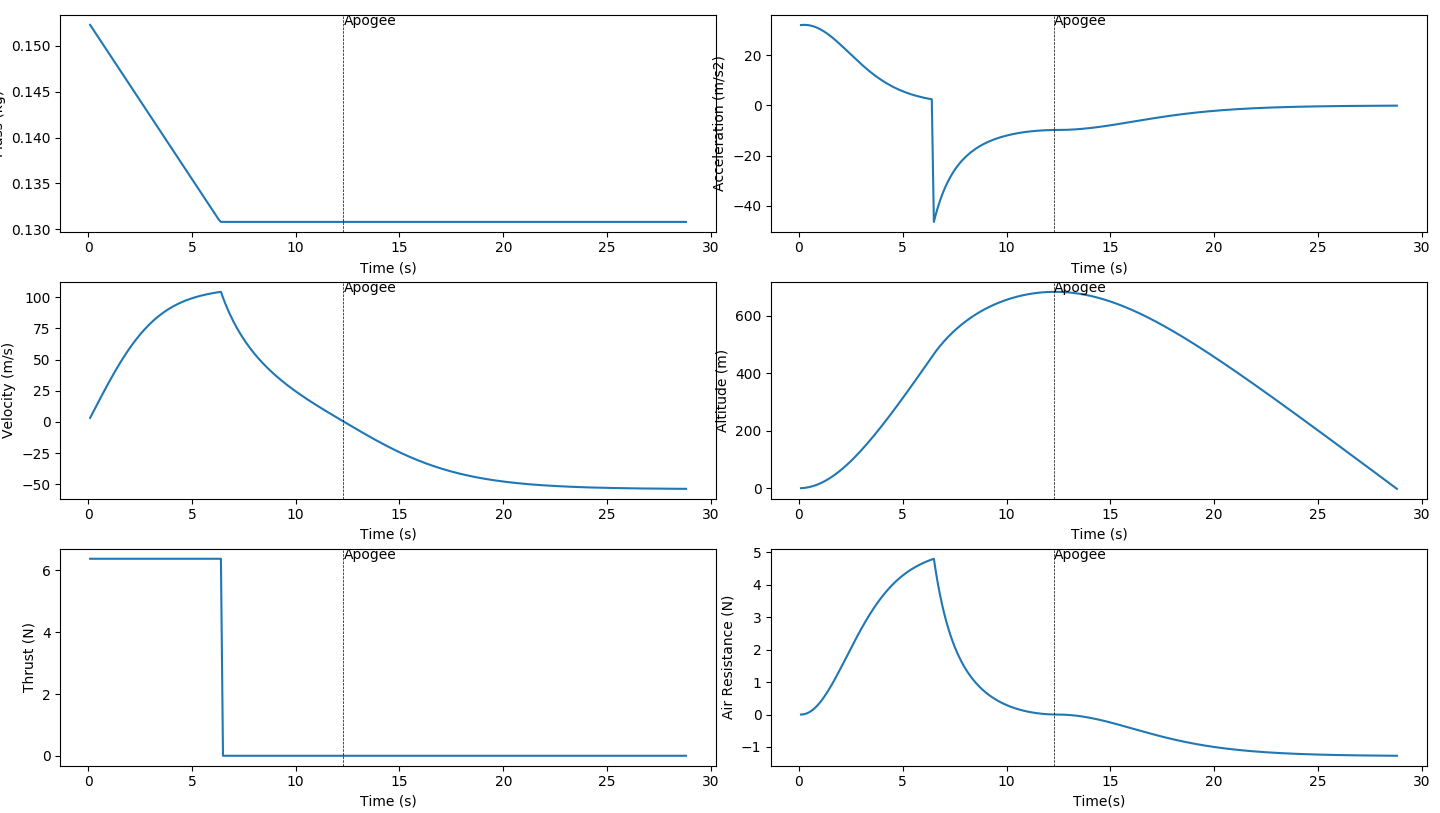 Apogee
0.150
0.145
0.140
0.135
0.130
0 5 10 15 20 25 30
Time (s)
Apogee
Acceleration (m/s2)
20
0
−20
−40
0 5 10 15 20 25 30
Time (s)
Apogee
Velocity (m/s)
100
75
50
25
0
−25
−50
0 5 10 15 20 25 30
Time (s)
Apogee
Altitude (m)
600
400
200
0
0 5 10 15 20 25 30
Time (s)
Apogee
Thrust (N)
6
4
2
0
0 5 10 15 20 25 30
Time (s)
Apogee
Air Resistance (N)
5
4
3
2
1
0
−1
0 5 10 15 20 25 30
Time(s)